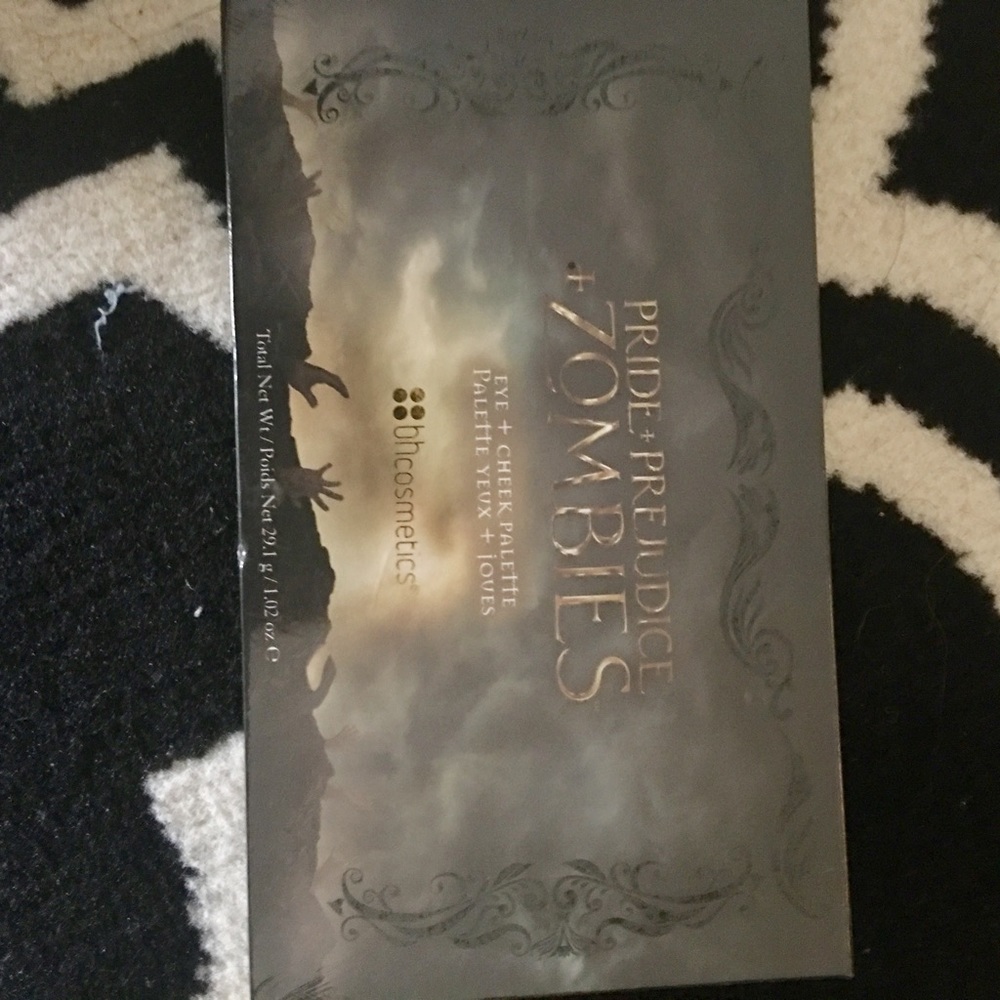 PRIDE + PREJUDICE
+ ZOMBIES
EYE + CHEEK PALETTE
PALETTE YEUX + JOUES
bhcosmetics®
Total Net Wt / Poids Net 29.1 g / 1.02 oz ℮